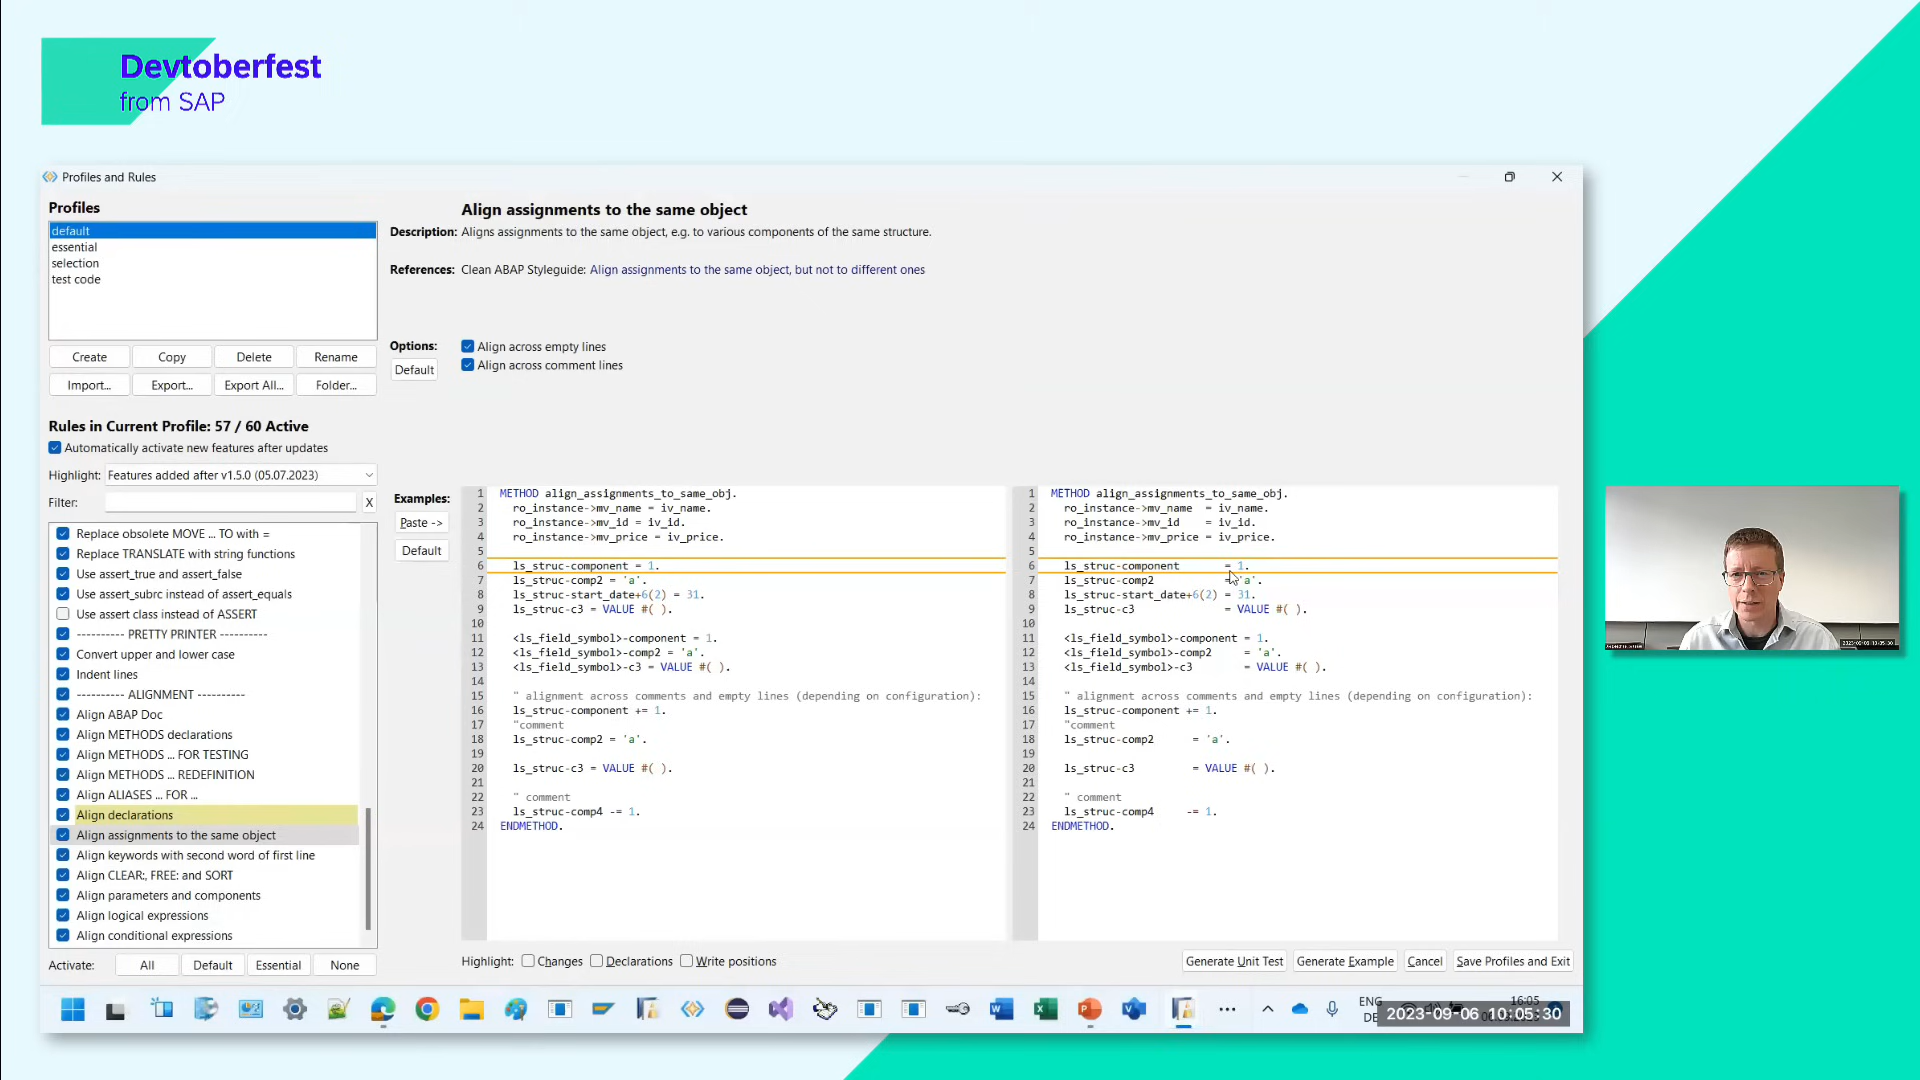 Devtoberfest
from SAP
Profiles and Rules
Profiles
default
essential
selection
test code
Create Copy Delete Rename
Import... Export... Export All... Folder...
Rules in Current Profile: 57 / 60 Active
Automatically activate new features after updates
Highlight: Features added after v1.5.0 (05.07.2023)
Filter: X
Replace obsolete MOVE ... TO with =
Replace TRANSLATE with string functions
Use assert_true and assert_false
Use assert_subrc instead of assert_equals
Use assert class instead of ASSERT
---------- PRETTY PRINTER ----------
Convert upper and lower case
Indent lines
---------- ALIGNMENT ----------
Align ABAP Doc
Align METHODS declarations
Align METHODS ... FOR TESTING
Align METHODS ... REDEFINITION
Align ALIASES ... FOR ...
Align declarations
Align assignments to the same object
Align keywords with second word of first line
Align CLEAR:, FREE: and SORT
Align parameters and components
Align logical expressions
Align conditional expressions
Activate: All Default Essential None
Align assignments to the same object
Description: Aligns assignments to the same object, e.g. to various components of the same structure.
References: Clean ABAP Styleguide: Align assignments to the same object, but not to different ones
Options: Align across empty lines
Default Align across comment lines
Examples:
Paste ->
Default
1 METHOD align_assignments_to_same_obj.
2 ro_instance->mv_name = iv_name.
3 ro_instance->mv_id = iv_id.
4 ro_instance->mv_price = iv_price.
5
6 ls_struc-component = 1.
7 ls_struc-comp2 = 'a'.
8 ls_struc-start_date+6(2) = 31.
9 ls_struc-c3 = VALUE #( ).
10
11 <ls_field_symbol>-component = 1.
12 <ls_field_symbol>-comp2 = 'a'.
13 <ls_field_symbol>-c3 = VALUE #( ).
14
15 " alignment across comments and empty lines (depending on configuration):
16 ls_struc-component += 1.
17 "comment
18 ls_struc-comp2 = 'a'.
19
20 ls_struc-c3 = VALUE #( ).
21
22 " comment
23 ls_struc-comp4 -= 1.
24 ENDMETHOD.
1 METHOD align_assignments_to_same_obj.
2 ro_instance->mv_name  = iv_name.
3 ro_instance->mv_id    = iv_id.
4 ro_instance->mv_price = iv_price.
5
6 ls_struc-component       = 1.
7 ls_struc-comp2           = 'a'.
8 ls_struc-start_date+6(2) = 31.
9 ls_struc-c3              = VALUE #( ).
10
11 <ls_field_symbol>-component = 1.
12 <ls_field_symbol>-comp2     = 'a'.
13 <ls_field_symbol>-c3        = VALUE #( ).
14
15 " alignment across comments and empty lines (depending on configuration):
16 ls_struc-component += 1.
17 "comment
18 ls_struc-comp2      = 'a'.
19
20 ls_struc-c3         = VALUE #( ).
21
22 " comment
23 ls_struc-comp4     -= 1.
24 ENDMETHOD.
Highlight: Changes Declarations Write positions
Generate Unit Test Generate Example Cancel Save Profiles and Exit
ENG
DE
16:05
2023-09-06 10:05:30